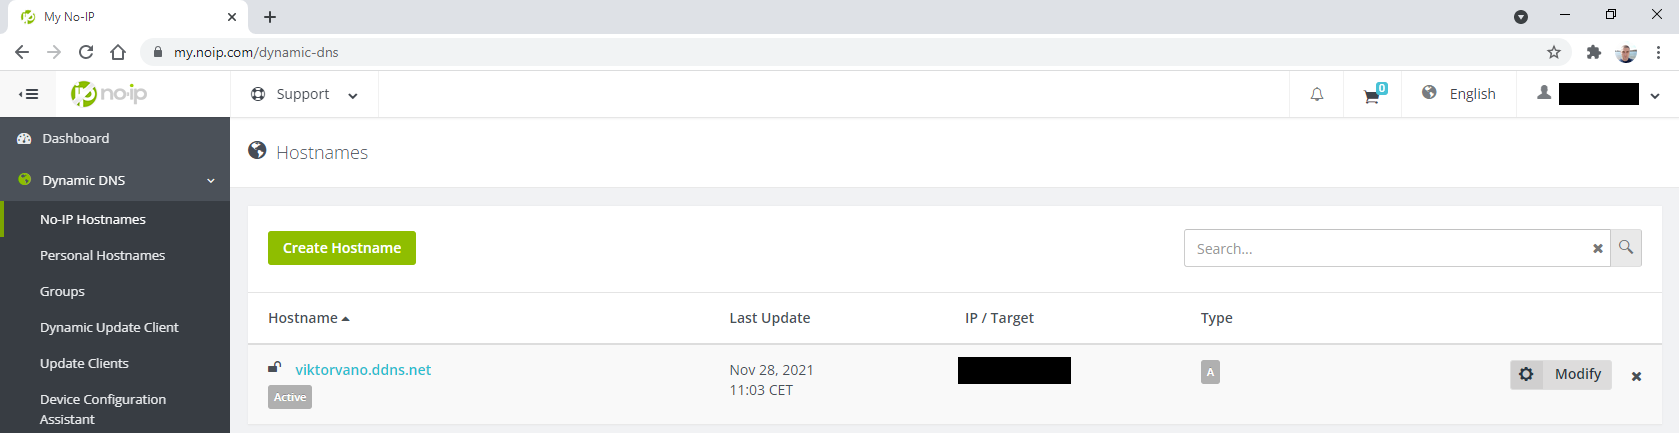 My No-IP
my.noip.com/dynamic-dns
no-ip
Support
0
English
Dashboard
Hostnames
Dynamic DNS
No-IP Hostnames
Personal Hostnames
Groups
Dynamic Update Client
Update Clients
Device Configuration
Assistant
Create Hostname
Search...
Hostname
Last Update
IP / Target
Type
viktorvano.ddns.net
Active
Nov 28, 2021
11:03 CET
A
Modify